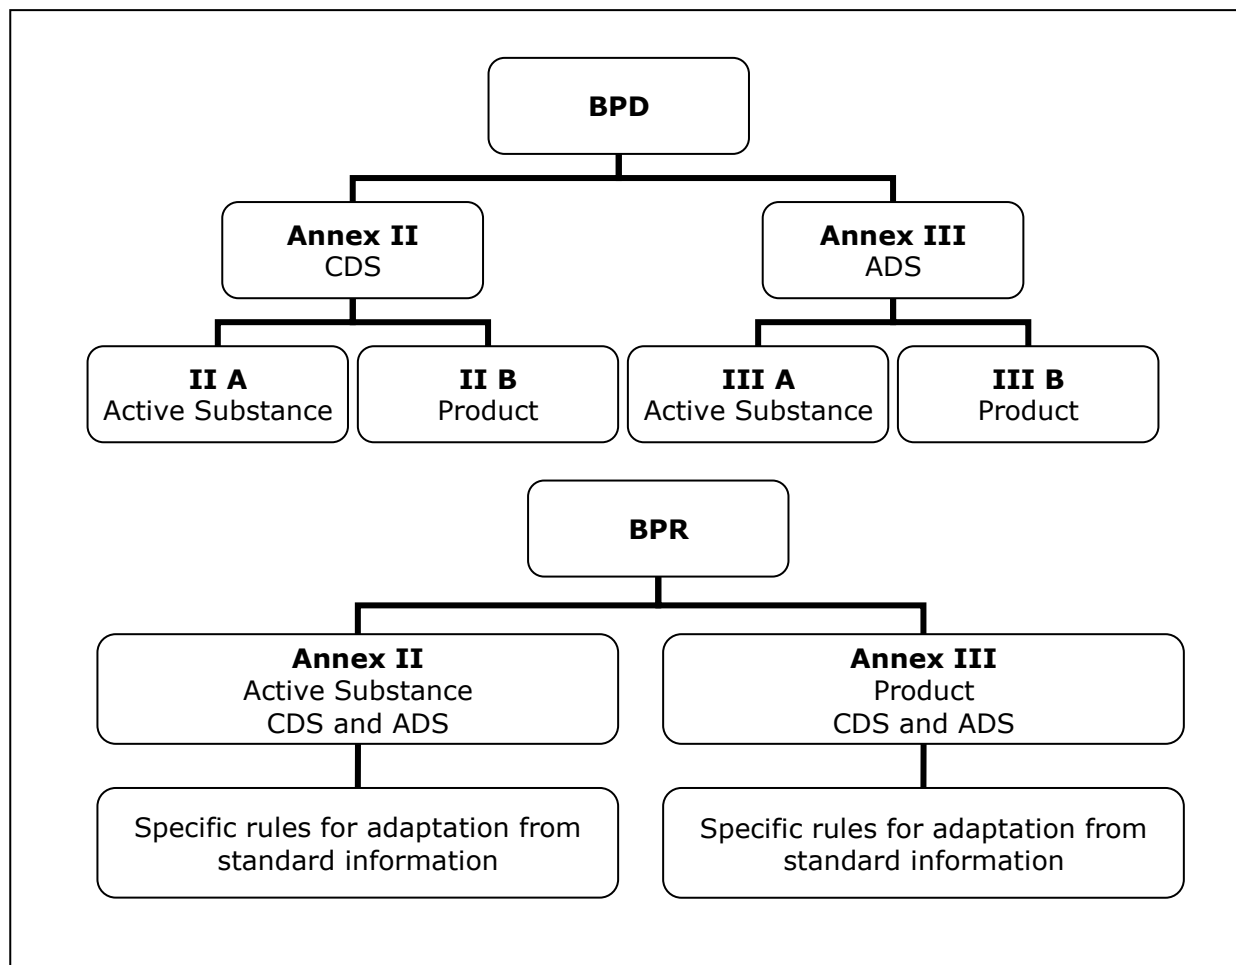 BPD
Annex II
CDS
Annex III
ADS
II A
Active Substance
II B
Product
III A
Active Substance
III B
Product
BPR
Annex II
Active Substance
CDS and ADS
Annex III
Product
CDS and ADS
Specific rules for adaptation from
standard information
Specific rules for adaptation from
standard information